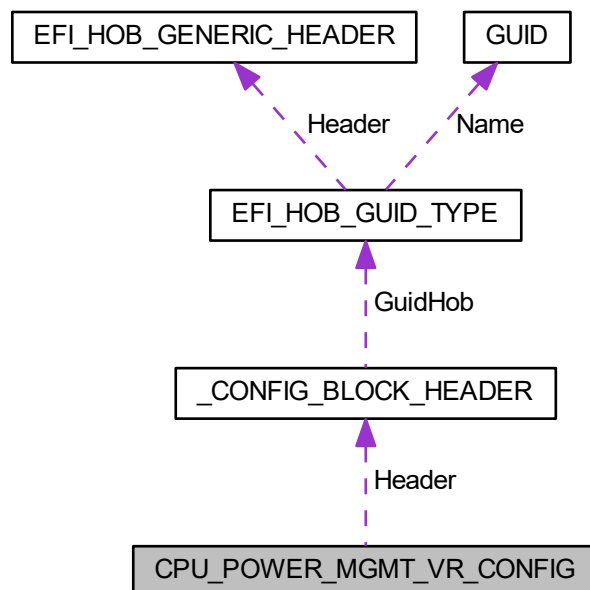 EFI_HOB_GENERIC_HEADER
GUID
Header
Name
EFI_HOB_GUID_TYPE
GuidHob
_CONFIG_BLOCK_HEADER
Header
CPU_POWER_MGMT_VR_CONFIG